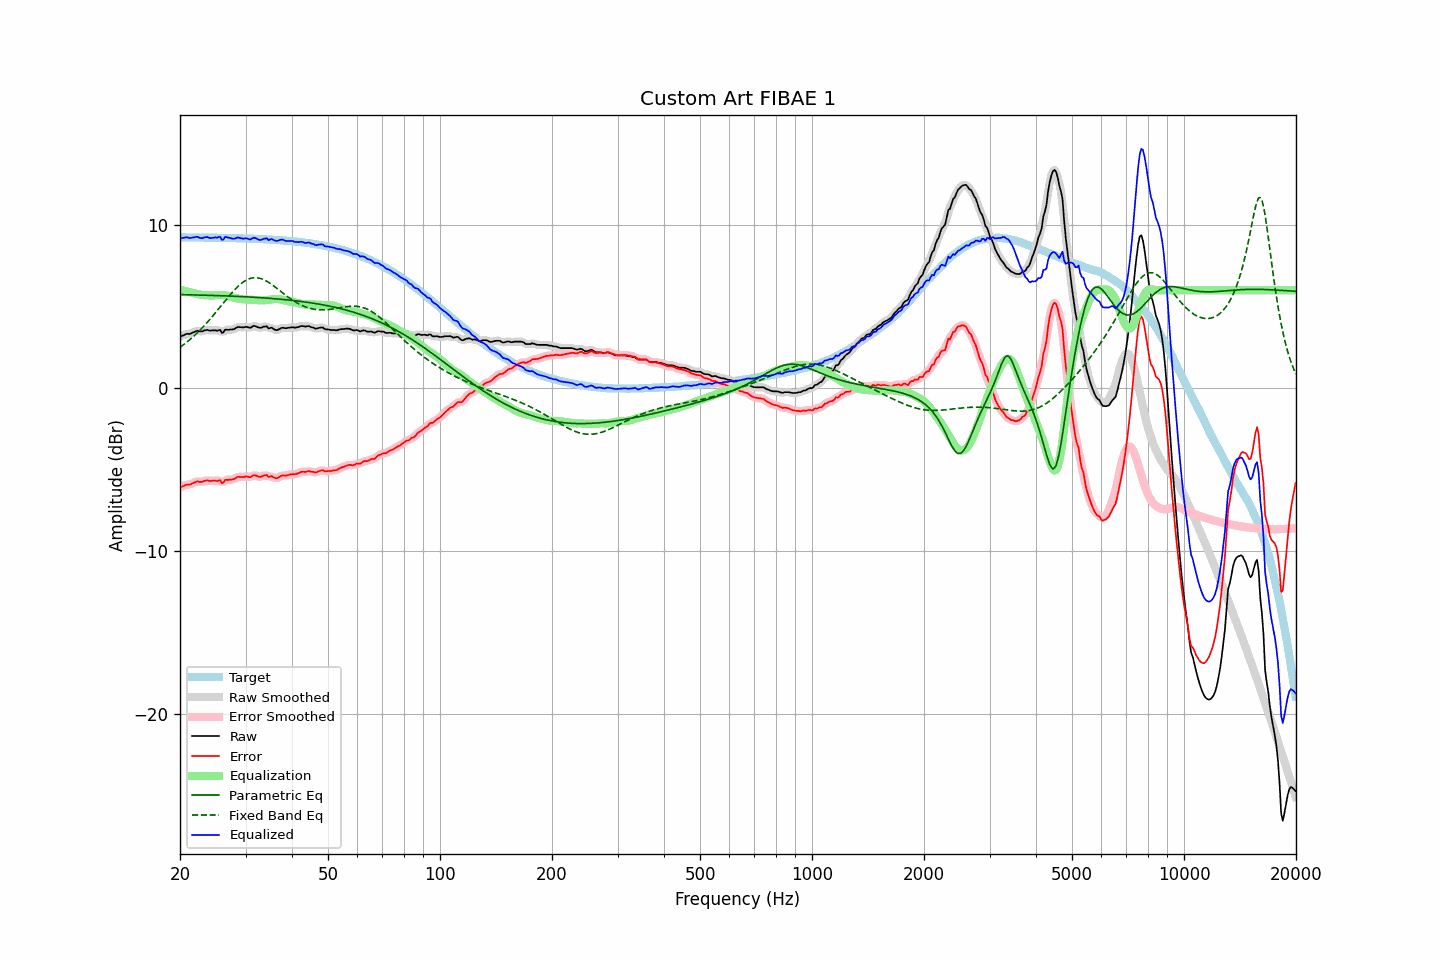 Custom Art FIBAE 1
Amplitude (dBr)
10
0
−10
−20
Target
Raw Smoothed
Error Smoothed
Raw
Error
Equalization
Parametric Eq
Fixed Band Eq
Equalized
20 50 100 200 500 1000 2000 5000 10000 20000
Frequency (Hz)